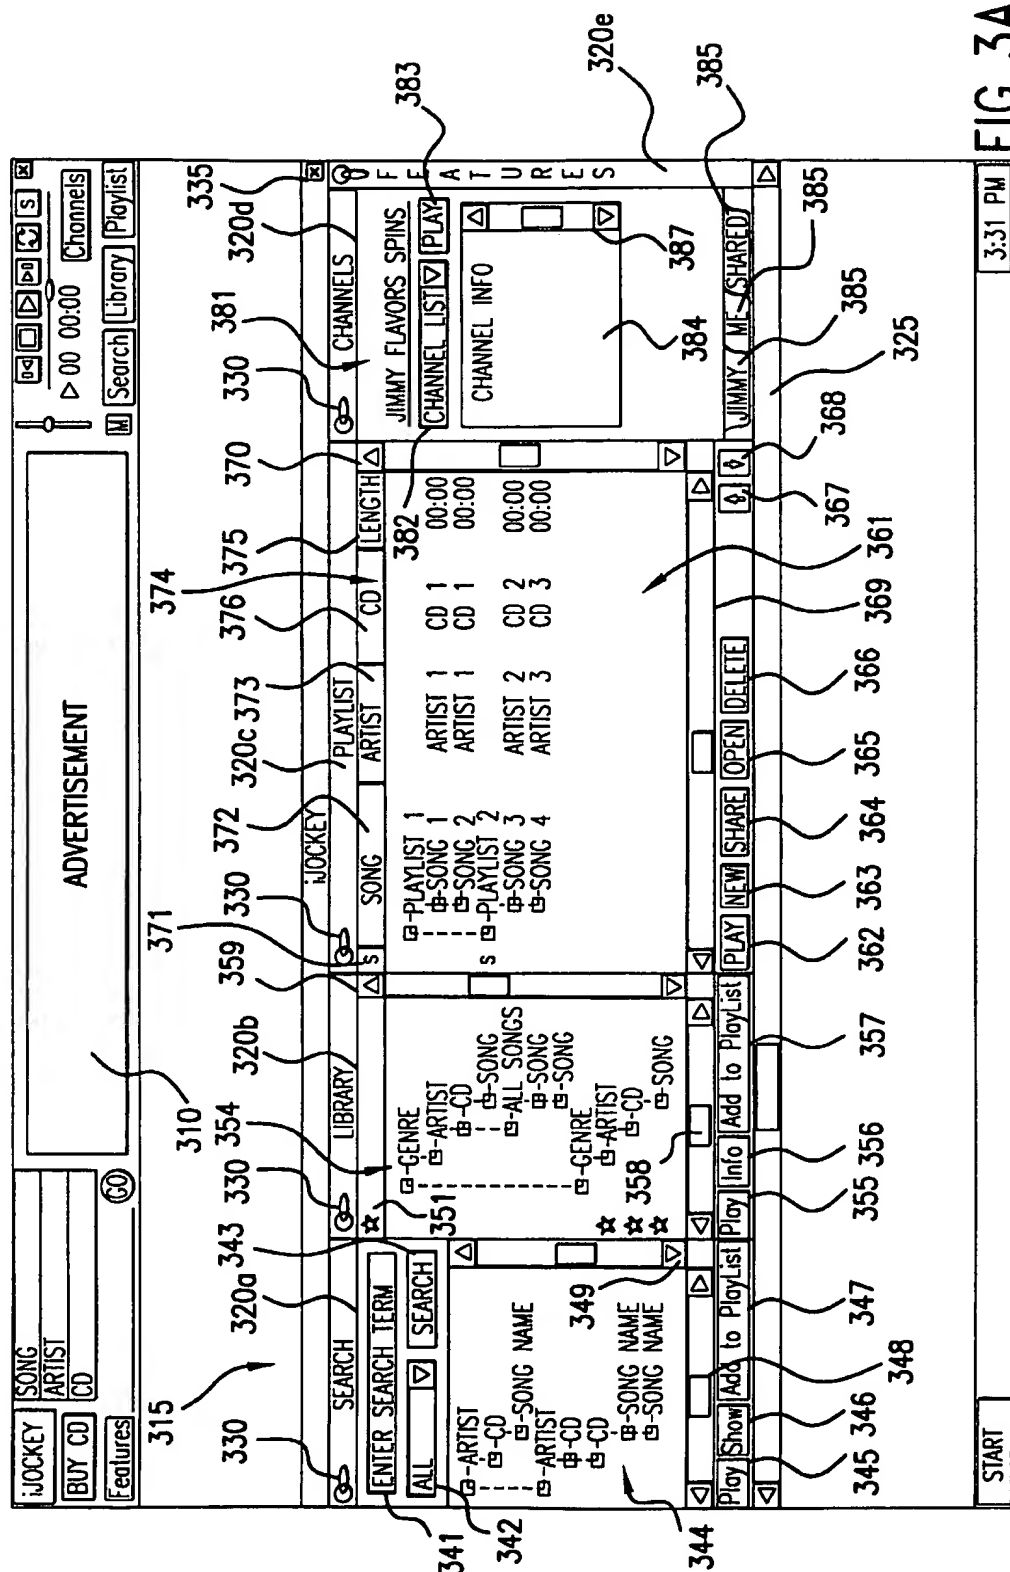 iJOCKEY
BUY CD
Features
SONG
ARTIST
CD
GO
ADVERTISEMENT
M
S
00 00:00
Channels
Search Library Playlist
310
315
330
320a
343
330
354
320b
359
371
330
372
320c
373
376
374
375
370
330
381
320d
335
iJOCKEY
SEARCH
LIBRARY
PLAYLIST
CHANNELS
ENTER SEARCH TERM
ALL
SEARCH
ARTIST
CD
SONG NAME
ARTIST
CD
CD
SONG NAME
SONG NAME
Play Show Add to PlayList
351
GENRE
ARTIST
CD
SONG
ALL SONGS
SONG
SONG
GENRE
ARTIST
CD
SONG
Play Info Add to PlayList
S SONG ARTIST CD LENGTH
PLAYLIST 1
SONG 1 ARTIST 1 CD 1 00:00
SONG 2 ARTIST 1 CD 1 00:00
S PLAYLIST 2
SONG 3 ARTIST 2 CD 2 00:00
SONG 4 ARTIST 3 CD 3 00:00
PLAY NEW SHARE OPEN DELETE
JIMMY FLAVORS SPINS
CHANNEL LIST PLAY
CHANNEL INFO
JIMMY ME SHARED
FEATURES
341
342
344
349
358
382
383
384
387
320e
385
385
385
345
346
348
347
355
356
357
362
363
364
365
366
369
361
367
368
325
START
3:31 PM
FIG. 3A